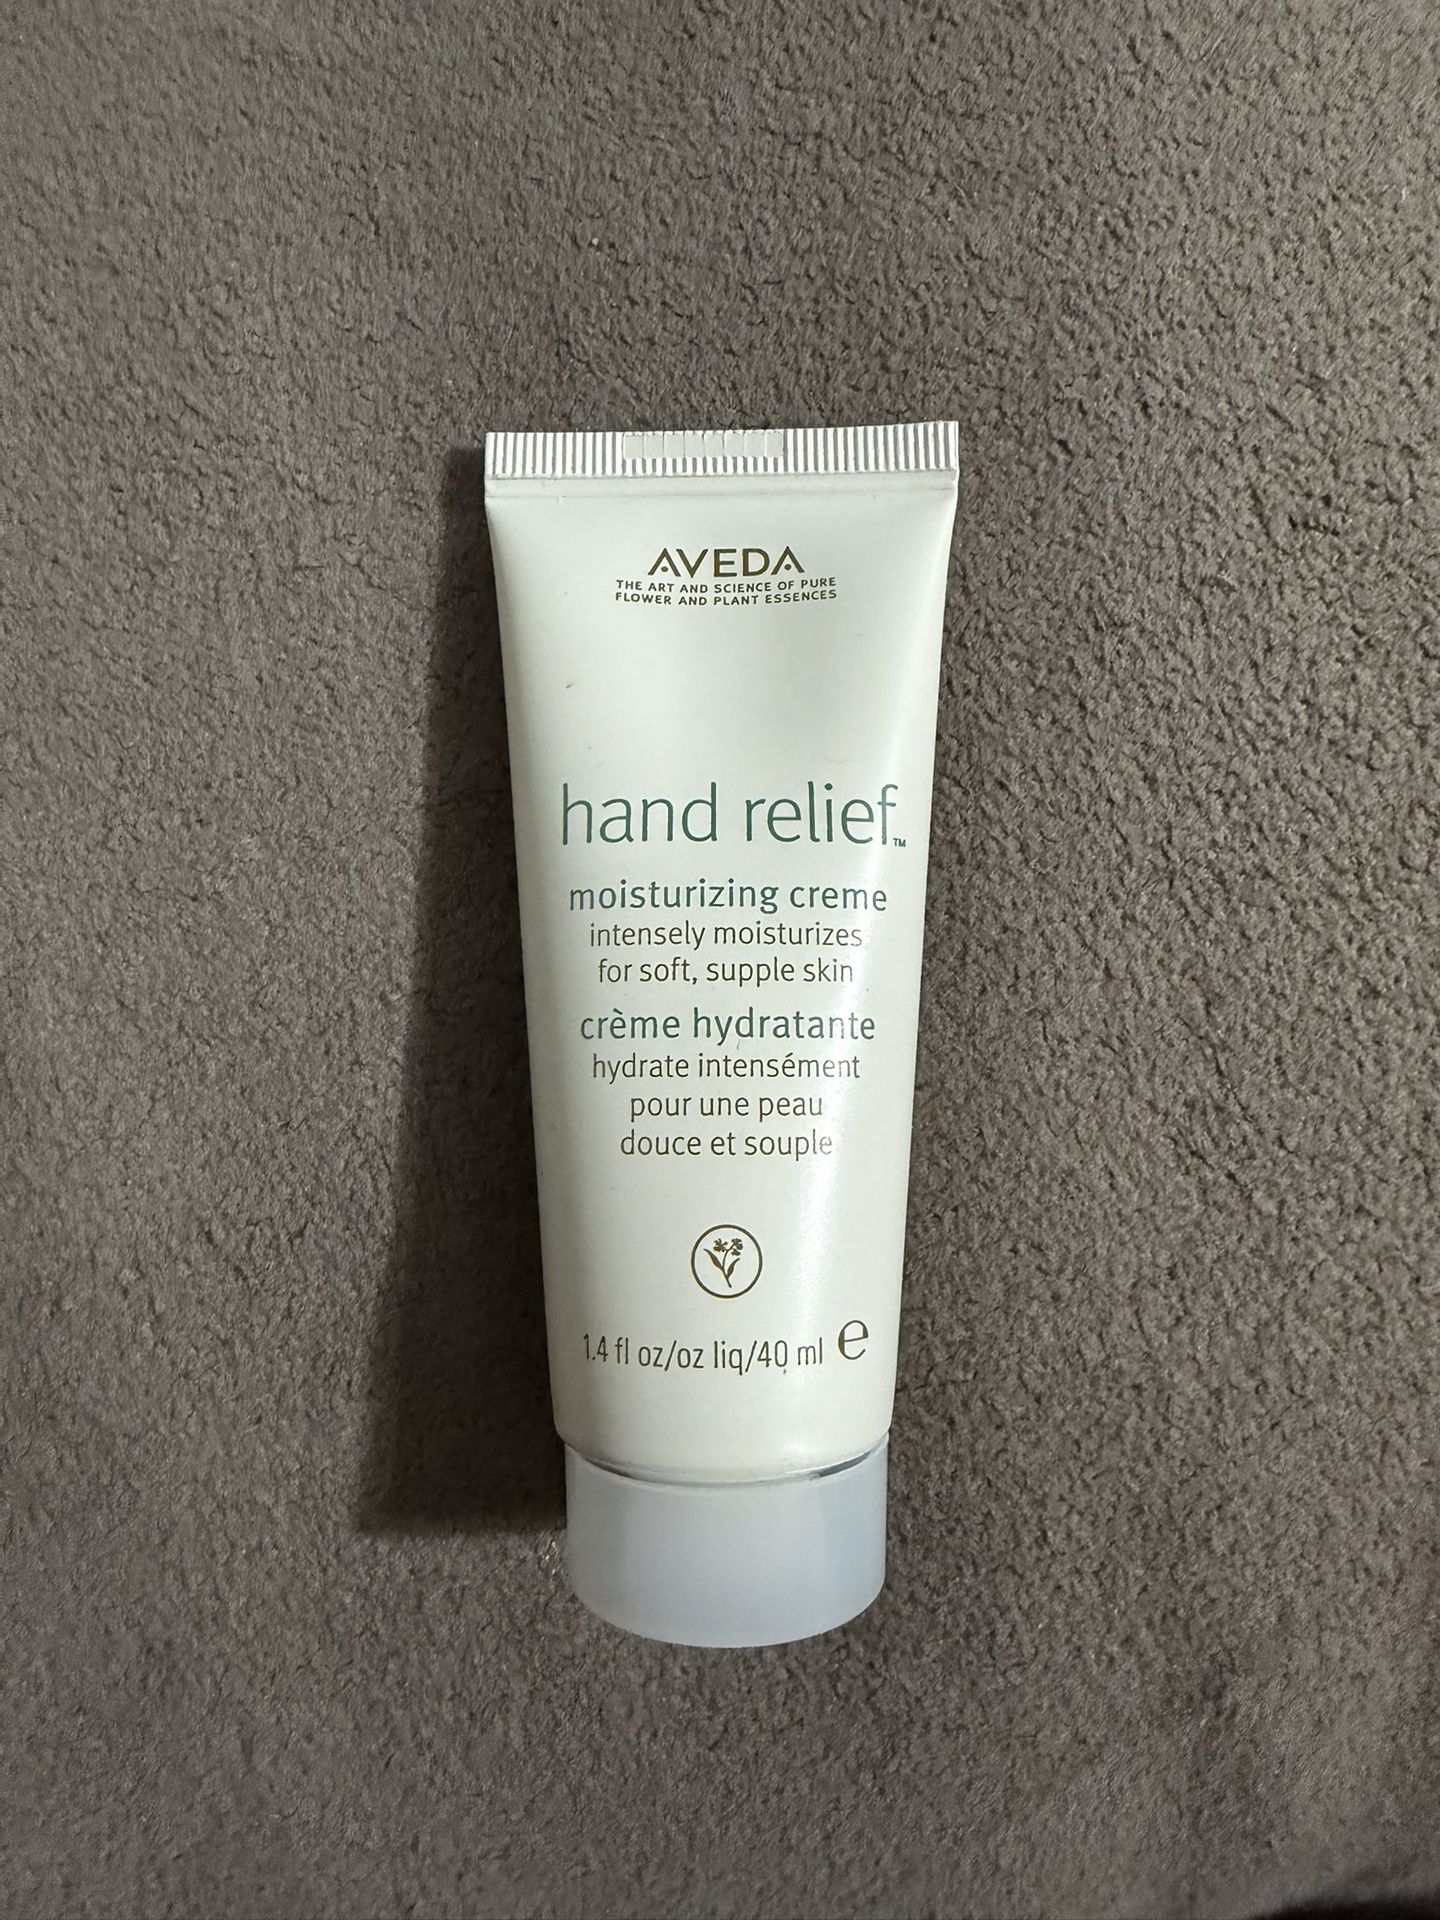 AVEDA
THE ART AND SCIENCE OF PURE
FLOWER AND PLANT ESSENCES
hand relief™
moisturizing creme
intensely moisturizes
for soft, supple skin
crème hydratante
hydrate intensément
pour une peau
douce et souple
1.4 fl oz/oz liq/40 ml e